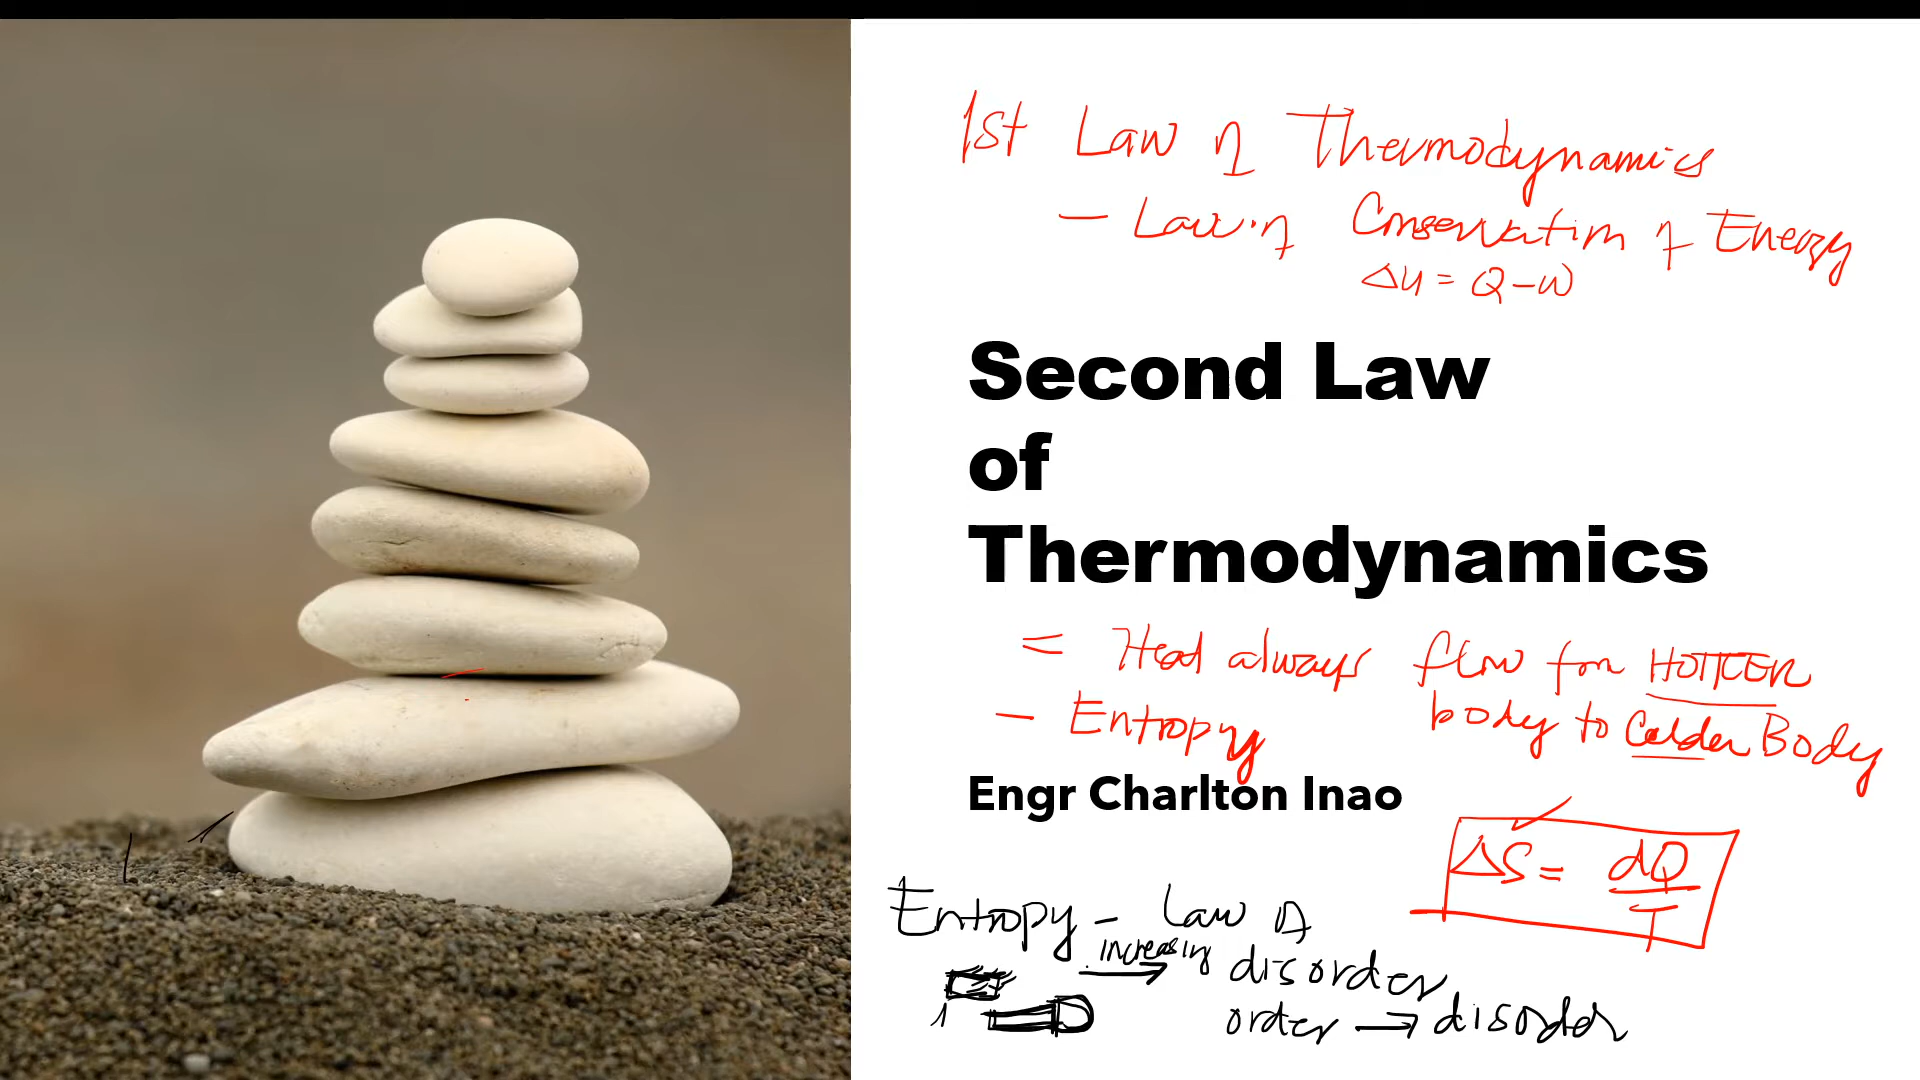 1st Law of Thermodynamics
- Law of Conservation of Energy
ΔU = Q - W
Second Law
of
Thermodynamics
= Heat always flow from HOTTER
body to Colder Body
- Entropy
Engr Charlton Inao
ΔS = dQ/T
Entropy - Law of
increasing disorder
order → disorder